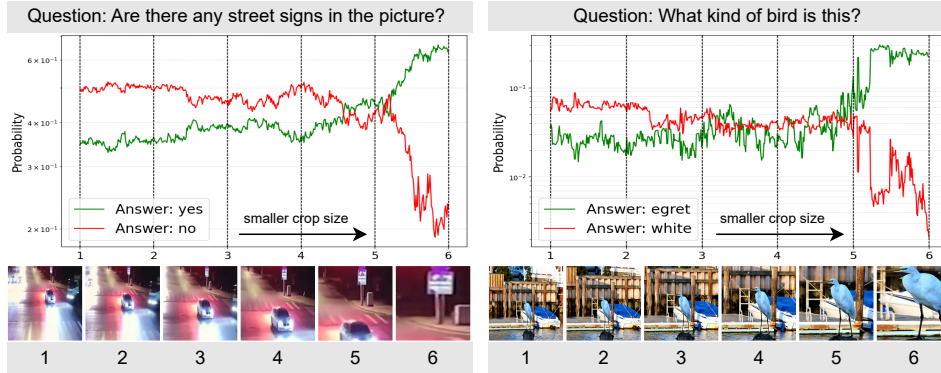 Question: Are there any street signs in the picture?
6 × 10⁻¹
4 × 10⁻¹
3 × 10⁻¹
2 × 10⁻¹
Probability
Answer: yes
Answer: no
smaller crop size
1 2 3 4 5 6
1 2 3 4 5 6
Question: What kind of bird is this?
10⁻¹
10⁻²
Probability
Answer: egret
Answer: white
smaller crop size
1 2 3 4 5 6
1 2 3 4 5 6